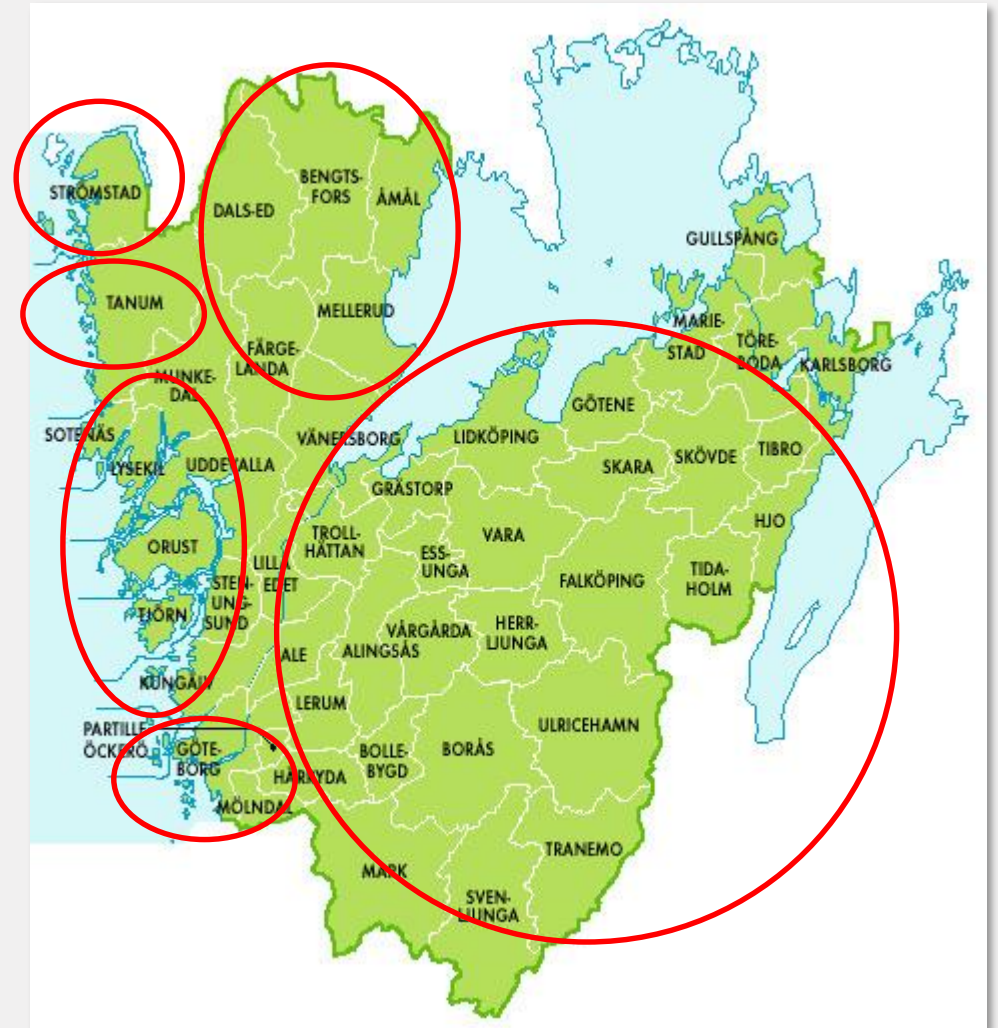 STRÖMSTAD
DALS-ED
BENGTS-
FORS
ÅMÅL
GULLSPÅNG
TANUM
MELLERUD
FÄRGE-
LANDA
MARIE-
STAD
TÖRE-
BODA
KARLSBORG
MUNKE-
DAL
GÖTENE
SOTENÄS
LYSEKIL
UDDEVALLA
VÄNERSBORG
LIDKÖPING
SKARA
SKÖVDE
TIBRO
GRÄSTORP
ORUST
TROLL-
HÄTTAN
VARA
HJO
LILLA
EDET
ESS-
UNGA
FALKÖPING
TIDA-
HOLM
STEN-
UNG-
SUND
TJÖRN
ALE
ALINGSÅS
VÅRGÅRDA
HERR-
LJUNGA
KUNGÄLV
LERUM
PARTILLE
ÖCKERÖ
GÖTE-
BORG
HÄRRYDA
BOLLE-
BYGD
BORÅS
ULRICEHAMN
MÖLNDAL
MARK
TRANEMO
SVEN-
LJUNGA